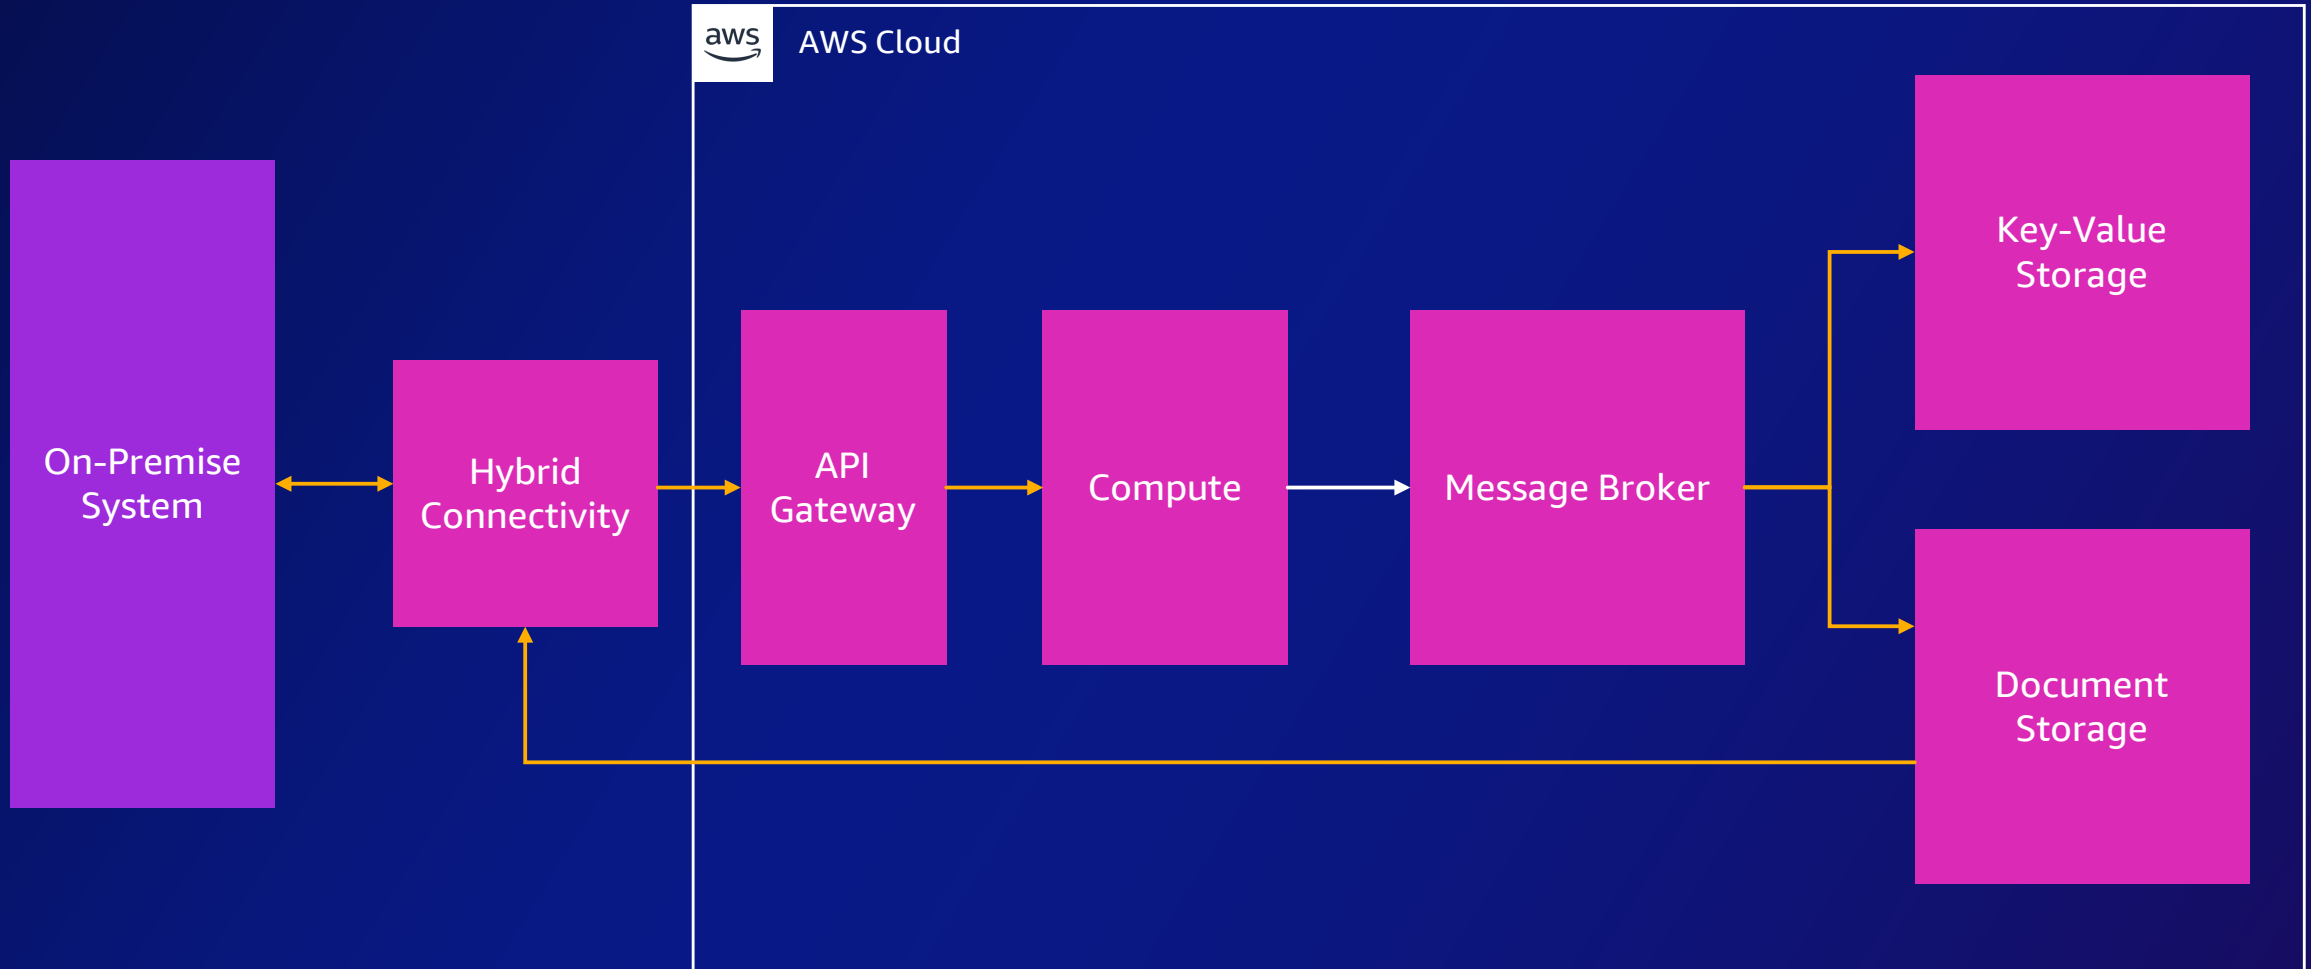 aws
AWS Cloud
On-Premise
System
Hybrid
Connectivity
API
Gateway
Compute
Message Broker
Key-Value
Storage
Document
Storage